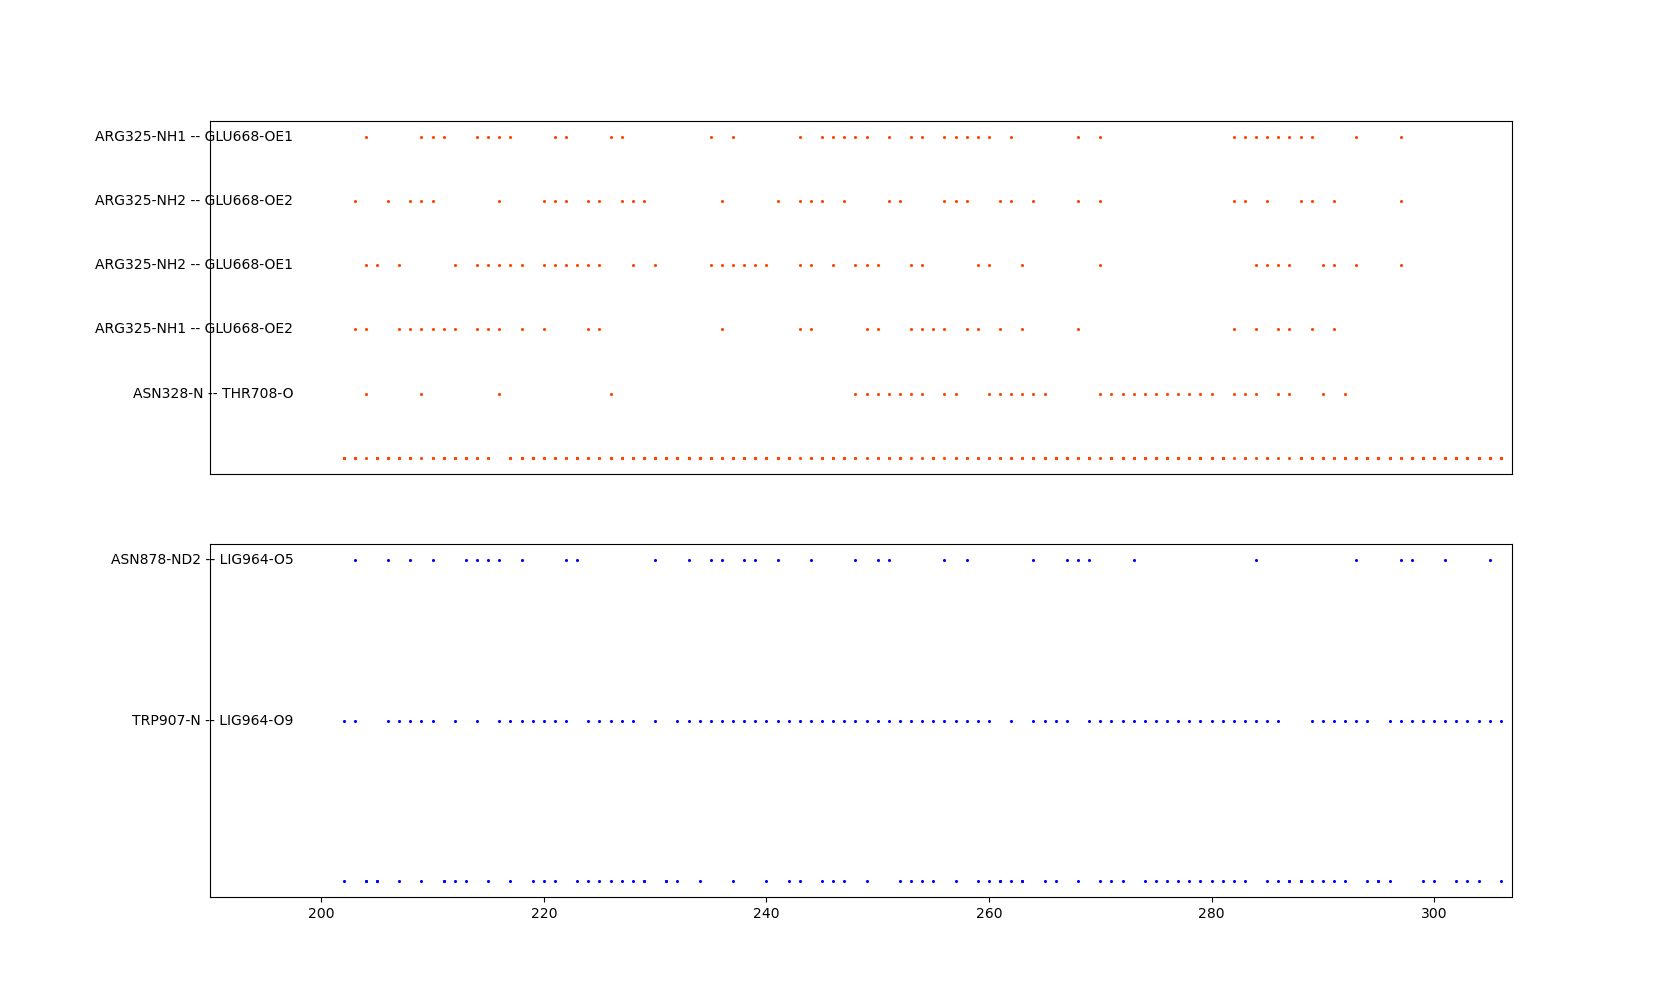 ARG325-NH1 -- GLU668-OE1
ARG325-NH2 -- GLU668-OE2
ARG325-NH2 -- GLU668-OE1
ARG325-NH1 -- GLU668-OE2
ASN328-N -- THR708-O
ASN878-ND2 -- LIG964-O5
TRP907-N -- LIG964-O9
200 220 240 260 280 300